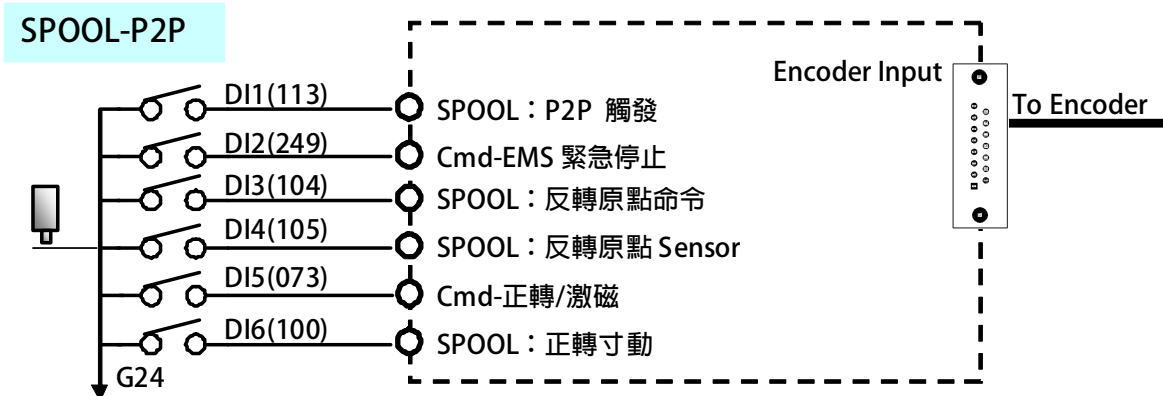 SPOOL-P2P
Encoder Input
To Encoder
DI1(113) SPOOL：P2P 觸發
DI2(249) Cmd-EMS 緊急停止
DI3(104) SPOOL：反轉原點命令
DI4(105) SPOOL：反轉原點 Sensor
DI5(073) Cmd-正轉/激磁
DI6(100) SPOOL：正轉寸動
G24